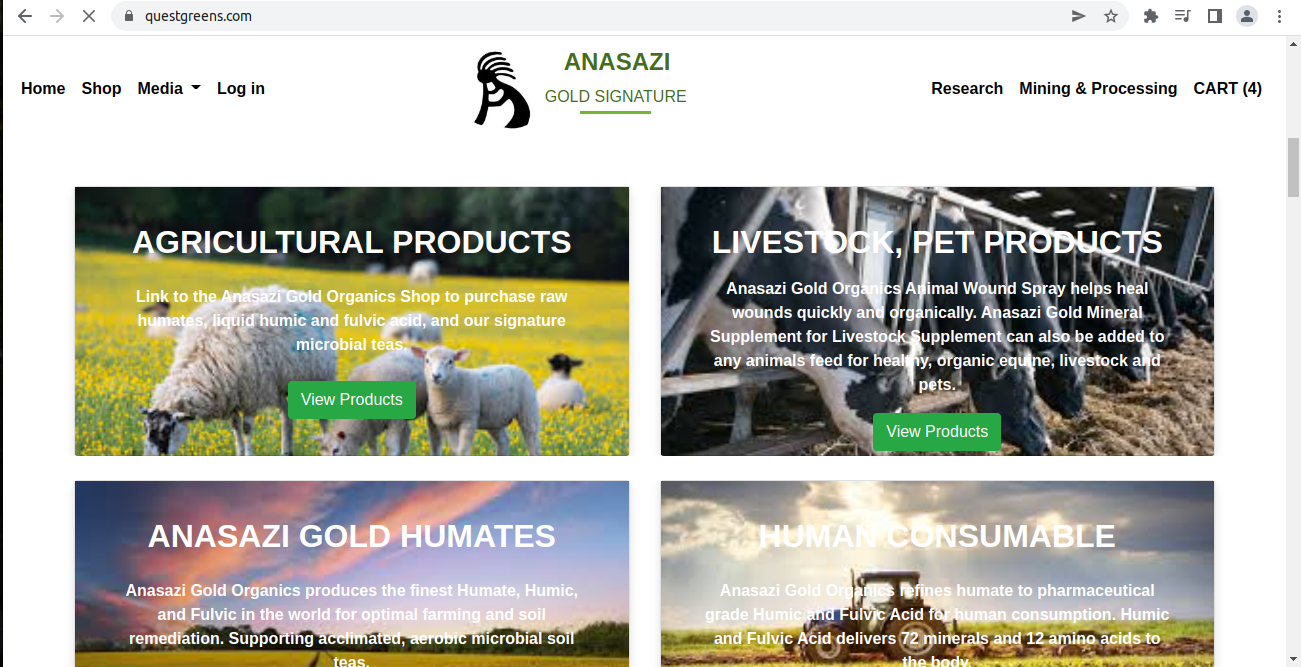 questgreens.com
Home Shop Media Log in
ANASAZI
GOLD SIGNATURE
Research Mining & Processing CART (4)
AGRICULTURAL PRODUCTS
Link to the Anasazi Gold Organics Shop to purchase raw
humates, liquid humic and fulvic acid, and our signature
microbial teas.
View Products
LIVESTOCK, PET PRODUCTS
Anasazi Gold Organics Animal Wound Spray helps heal
wounds quickly and organically. Anasazi Gold Mineral
Supplement for Livestock Supplement can also be added to
any animals feed for healthy, organic equine, livestock and
pets.
View Products
ANASAZI GOLD HUMATES
Anasazi Gold Organics produces the finest Humate, Humic,
and Fulvic in the world for optimal farming and soil
remediation. Supporting acclimated, aerobic microbial soil
teas.
HUMAN CONSUMABLE
Anasazi Gold Organics refines humate to pharmaceutical
grade Humic and Fulvic Acid for human consumption. Humic
and Fulvic Acid delivers 72 minerals and 12 amino acids to
the body.